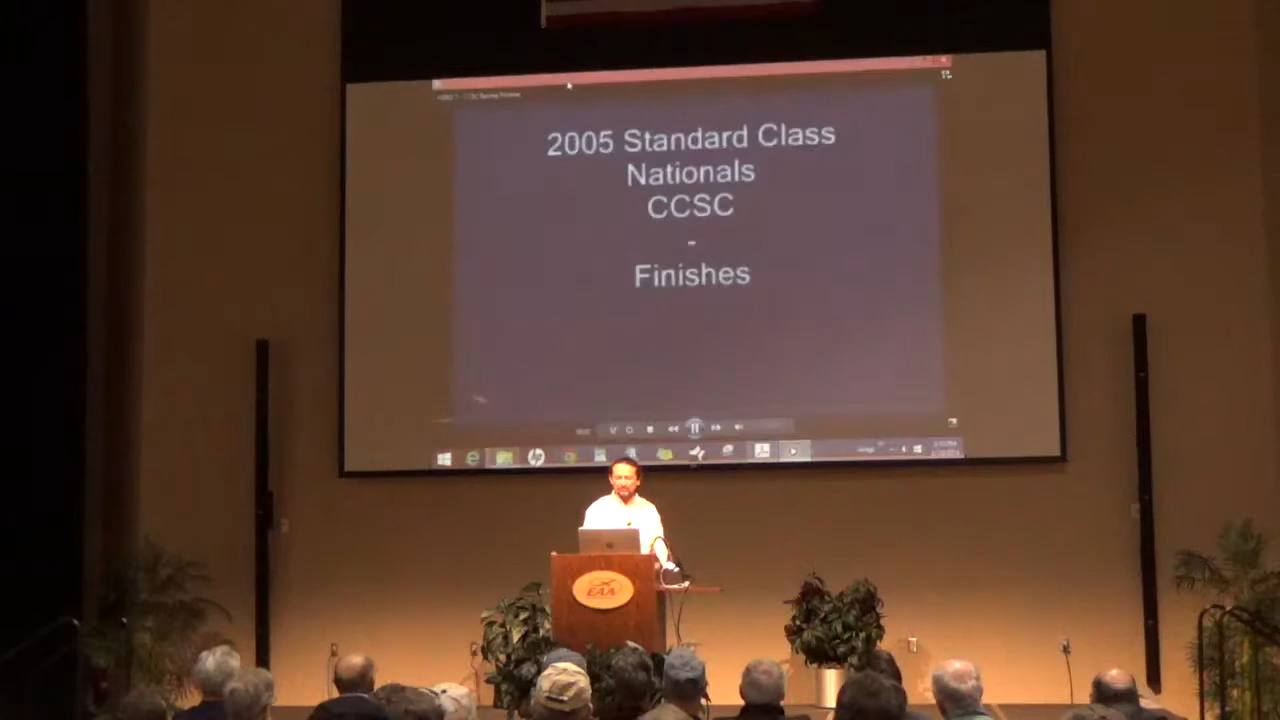 2005 Standard Class
Nationals
CCSC
-
Finishes
EAA